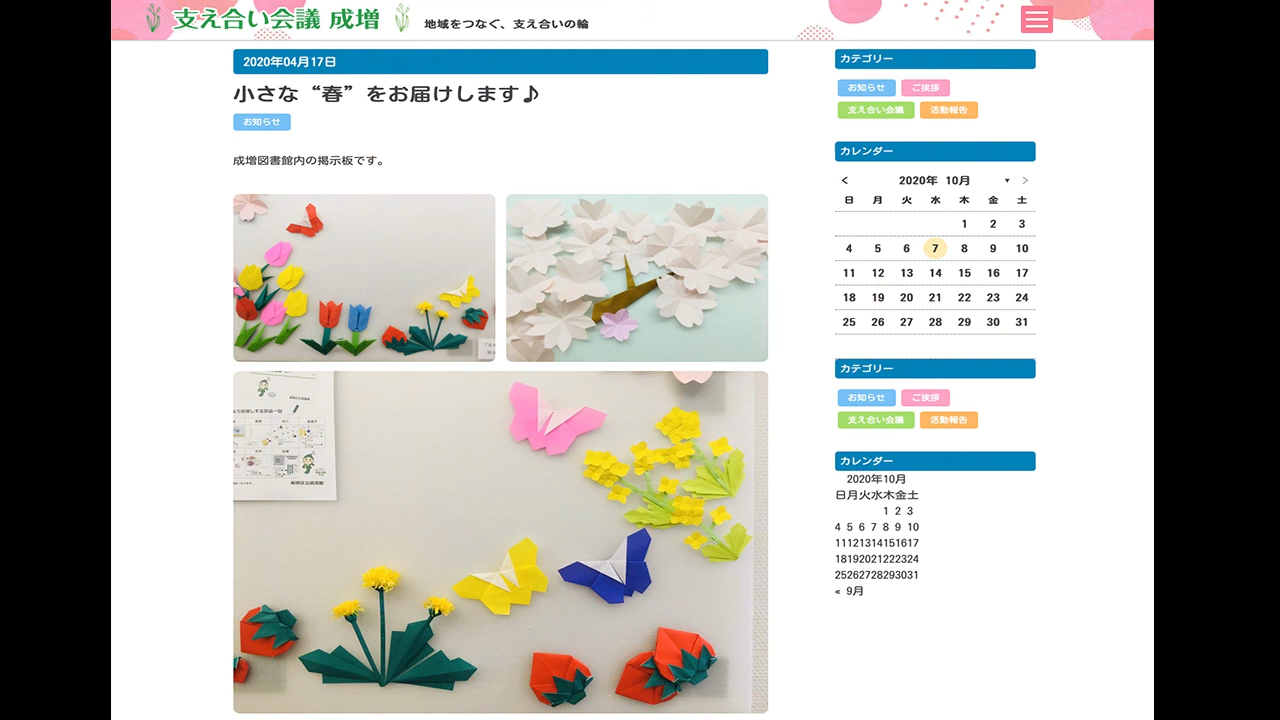 支え合い会議 成増
地域をつなぐ、支え合いの輪
2020年04月17日
小さな“春”をお届けします♪
お知らせ
成増図書館内の掲示板です。
カテゴリー
お知らせ ご挨拶
支え合い会議 活動報告
カレンダー
< 2020年 10月 ▼ >
日 月 火 水 木 金 土
1 2 3
4 5 6 7 8 9 10
11 12 13 14 15 16 17
18 19 20 21 22 23 24
25 26 27 28 29 30 31
カテゴリー
お知らせ ご挨拶
支え合い会議 活動報告
カレンダー
2020年10月
日月火水木金土
1 2 3
4 5 6 7 8 9 10
11121314151617
18192021222324
25262728293031
« 9月